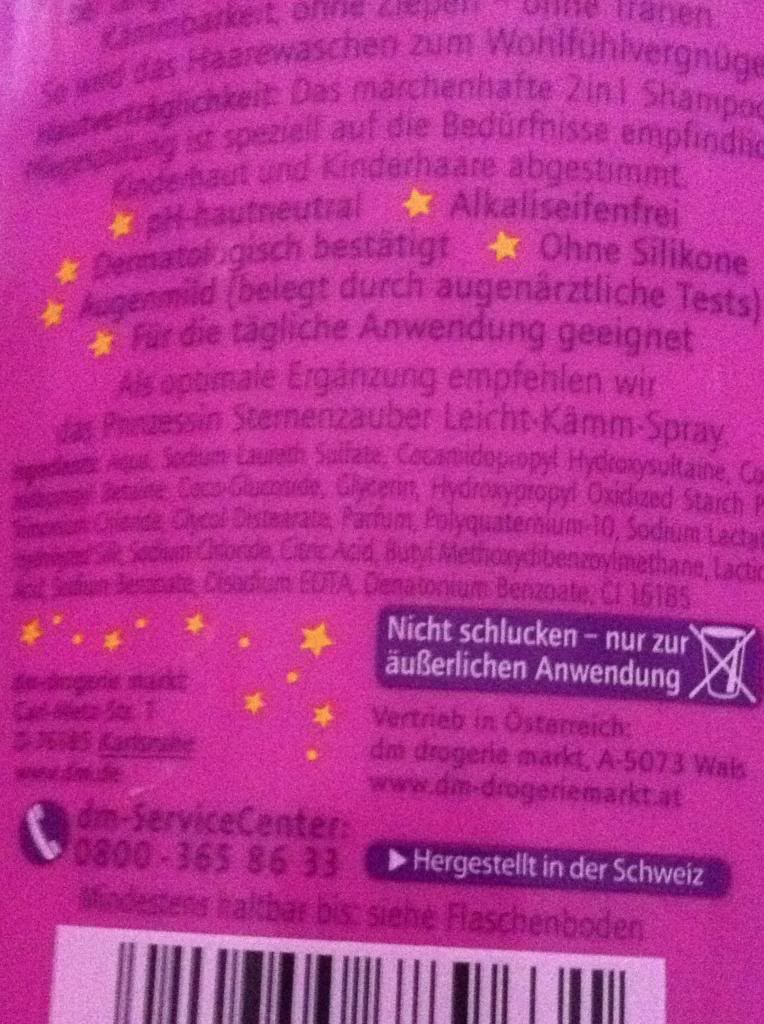 Kämmbarkeit, ohne Ziepen – ohne Tränen.
So wird das Haarewaschen zum Wohlfühlvergnüge
Hautverträglichkeit: Das märchenhafte 2in1 Shampoo
Pflegespülung ist speziell auf die Bedürfnisse empfindlic
Kinderhaut und Kinderhaare abgestimmt.
pH-hautneutral Alkaliseifenfrei
Dermatologisch bestätigt Ohne Silikone
Augenmild (belegt durch augenärztliche Tests)
Für die tägliche Anwendung geeignet
Als optimale Ergänzung empfehlen wir
das Prinzessin Sternenzauber Leicht-Kämm-Spray.
Ingredients: Aqua, Sodium Laureth Sulfate, Cocamidopropyl Hydroxysultaine, Co
Betaine, Coco-Glucoside, Glycerin, Hydroxypropyl Oxidized Starch P
Chloride, Glycol Distearate, Parfum, Polyquaternium-10, Sodium Lacta
Silk, Sodium Chloride, Citric Acid, Butyl Methoxydibenzoylmethane, Lactic
Acid, Sodium Benzoate, Disodium EDTA, Denatonium Benzoate, CI 16185
Nicht schlucken – nur zur
äußerlichen Anwendung
dm-drogerie markt
Carl-Metz-Str. 1
D-76185 Karlsruhe
www.dm.de
Vertrieb in Österreich:
dm drogerie markt, A-5073 Wals
www.dm-drogeriemarkt.at
dm-ServiceCenter:
0800 - 365 86 33
Hergestellt in der Schweiz
Mindestens haltbar bis: siehe Flaschenboden